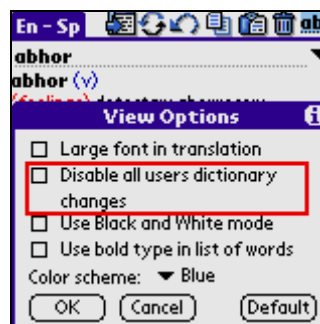 En - Sp ab
abhor
abhor (v)
View Options i
Large font in translation
Disable all users dictionary
changes
Use Black and White mode
Use bold type in list of words
Color scheme: Blue
OK Cancel Default